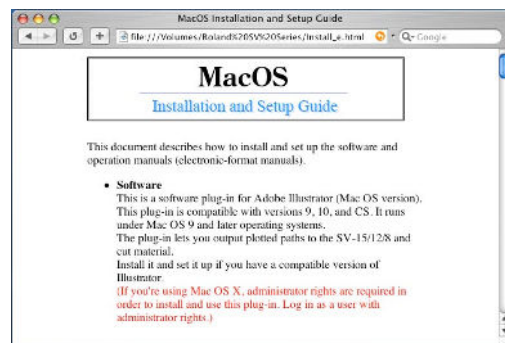 MacOS Installation and Setup Guide
file:///Volumes/Roland%20SV%20Series/Install_e.html
Google
MacOS
Installation and Setup Guide
This document describes how to install and set up the software and
operation manuals (electronic-format manuals).
• Software
This is a software plug-in for Adobe Illustrator (Mac OS version).
This plug-in is compatible with versions 9, 10, and CS. It runs
under Mac OS 9 and later operating systems.
The plug-in lets you output plotted paths to the SV-15/12/8 and
cut material.
Install it and set it up if you have a compatible version of
Illustrator.
(If you're using Mac OS X, administrator rights are required in
order to install and use this plug-in. Log in as a user with
administrator rights.)